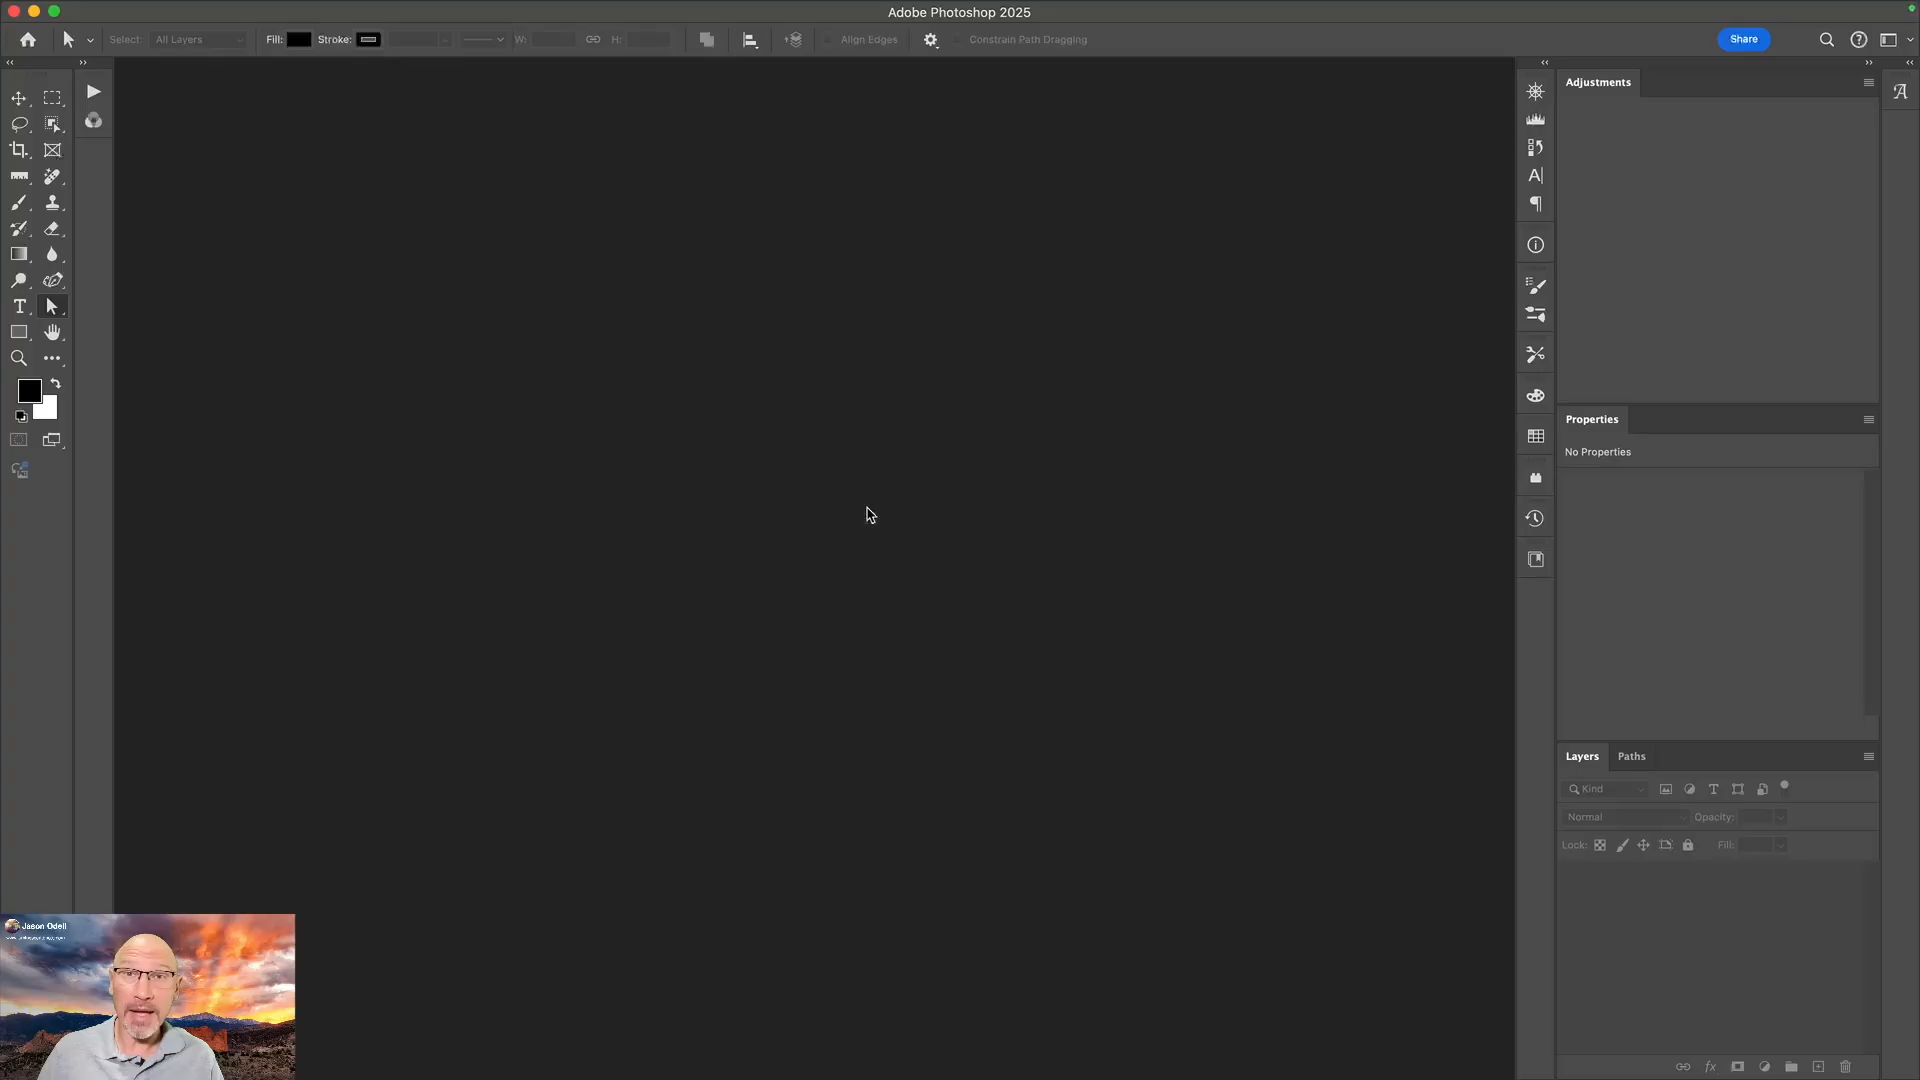 Adobe Photoshop 2025
Select: All Layers Fill: Stroke: W: H: Align Edges Constrain Path Dragging Share
Adjustments
Properties
No Properties
Layers Paths
Kind
Normal Opacity:
Lock: Fill:
Jason Odell